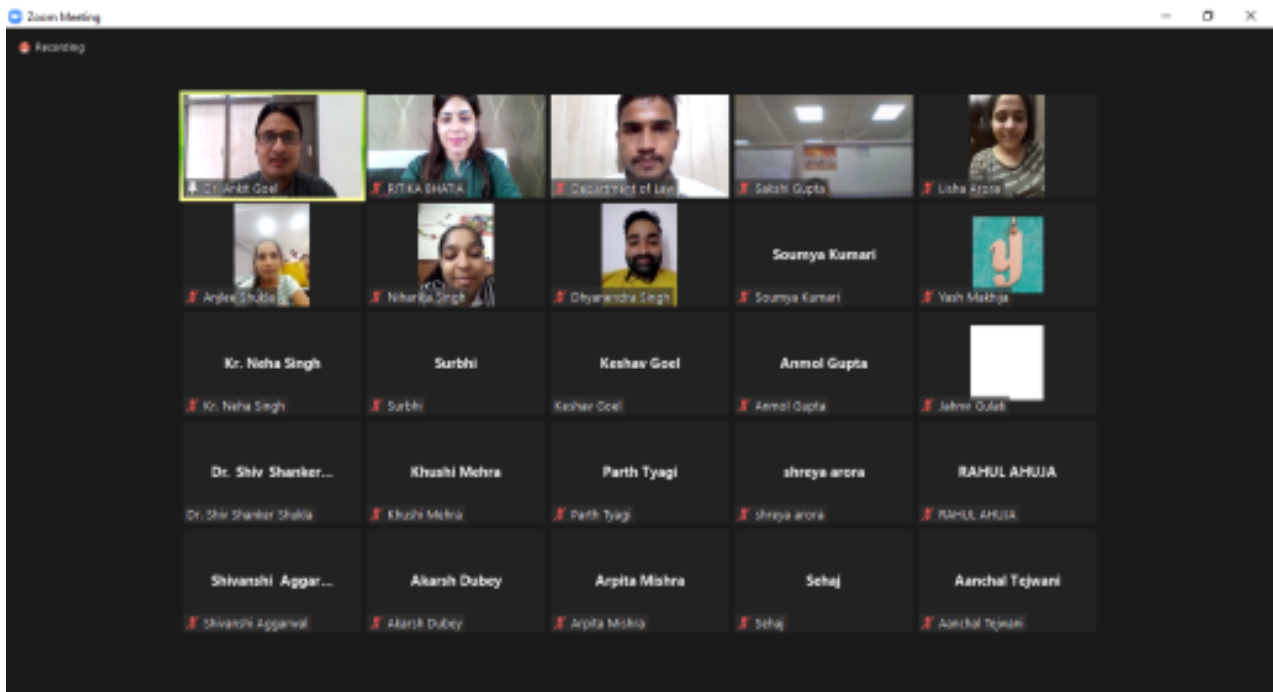 Zoom Meeting
Recording
Dr. Ankit Goel
RITIKA BHATIA
Department of Law
Sakshi Gupta
Lisha Arora
Anjlee Shukla
Niharika Singh
Dhyanendra Singh
Soumya Kumari
Soumya Kumari
y
Yash Makhija
Kr. Neha Singh
Kr. Neha Singh
Surbhi
Surbhi
Keshav Goel
Keshav Goel
Anmol Gupta
Anmol Gupta
Jahnvi Gulati
Dr. Shiv Shanker...
Dr. Shiv Shanker Shukla
Khushi Mehra
Khushi Mehra
Parth Tyagi
Parth Tyagi
shreya arora
shreya arora
RAHUL AHUJA
RAHUL AHUJA
Shivanshi Aggar...
Shivanshi Aggarwal
Akarsh Dubey
Akarsh Dubey
Arpita Mishra
Arpita Mishra
Sehaj
Sehaj
Aanchal Tejwani
Aanchal Tejwani